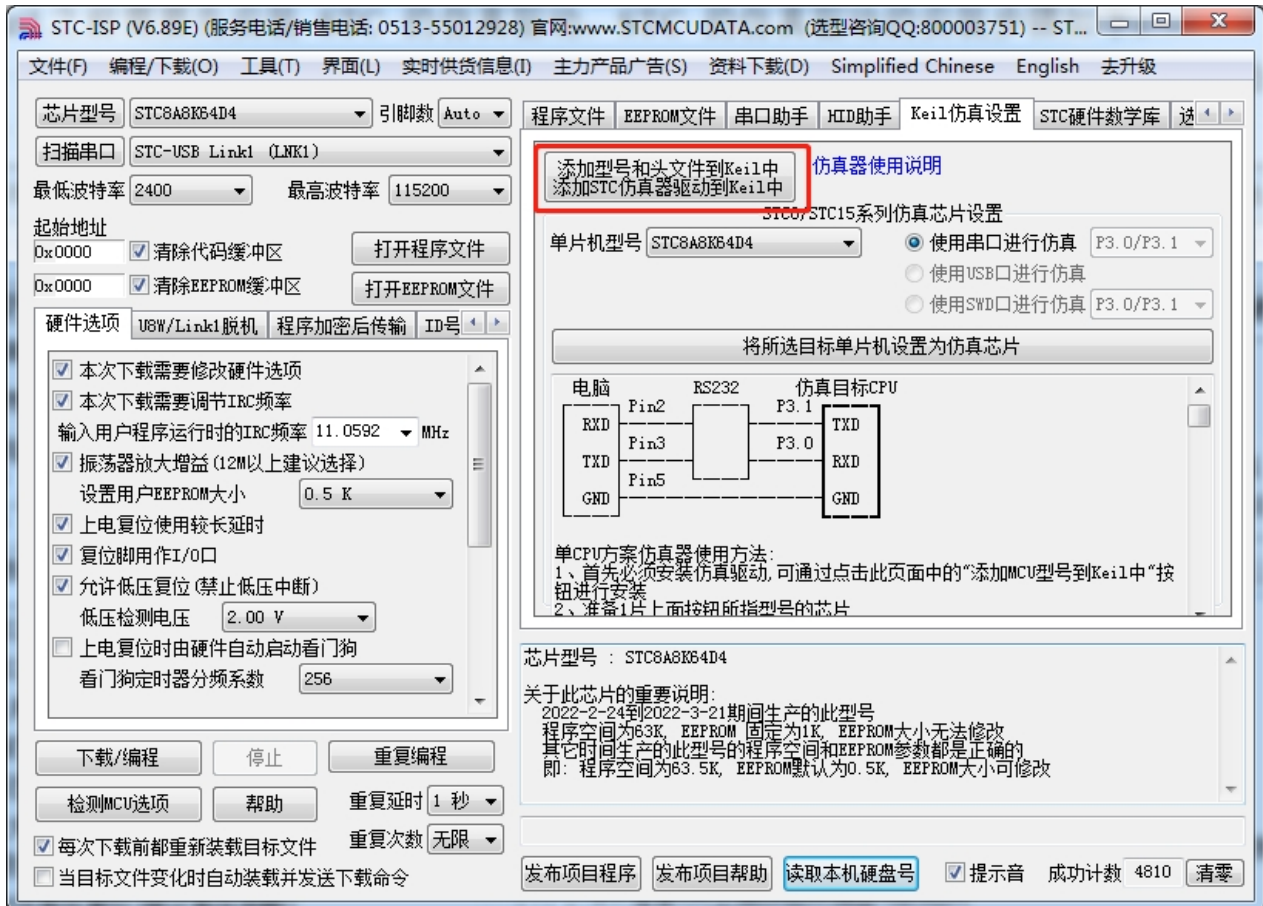 STC-ISP (V6.89E) (服务电话/销售电话: 0513-55012928) 官网:www.STCMCUDATA.com (选型咨询QQ:800003751) -- ST...
文件(F) 编程/下载(O) 工具(T) 界面(L) 实时供货信息(I) 主力产品广告(S) 资料下载(D) Simplified Chinese English 去升级
芯片型号 STC8A8K64D4 引脚数 Auto
扫描串口 STC-USB Link1 (LNK1)
最低波特率 2400 最高波特率 115200
起始地址
0x0000 清除代码缓冲区 打开程序文件
0x0000 清除EEPROM缓冲区 打开EEPROM文件
硬件选项 U8W/Link1脱机 程序加密后传输 ID号
本次下载需要修改硬件选项
本次下载需要调节IRC频率
输入用户程序运行时的IRC频率 11.0592 MHz
振荡器放大增益(12M以上建议选择)
设置用户EEPROM大小 0.5 K
上电复位使用较长延时
复位脚用作I/O口
允许低压复位(禁止低压中断)
低压检测电压 2.00 V
上电复位时由硬件自动启动看门狗
看门狗定时器分频系数 256
下载/编程 停止 重复编程
检测MCU选项 帮助 重复延时 1 秒
重复次数 无限
每次下载前都重新装载目标文件
当目标文件变化时自动装载并发送下载命令
程序文件 EEPROM文件 串口助手 HID助手 Keil仿真设置 STC硬件数学库 选
添加型号和头文件到Keil中
添加STC仿真器驱动到Keil中
仿真器使用说明
STC8/STC15系列仿真芯片设置
单片机型号 STC8A8K64D4 使用串口进行仿真 P3.0/P3.1
使用USB口进行仿真
使用SWD口进行仿真 P3.0/P3.1
将所选目标单片机设置为仿真芯片
电脑 RS232 仿真目标CPU
Pin2 P3.1
RXD TXD
Pin3 P3.0
TXD RXD
Pin5
GND GND
单CPU方案仿真器使用方法:
1、首先必须安装仿真驱动,可通过点击此页面中的“添加MCU型号到Keil中“按
钮进行安装
2、准备1片上面按钮所指型号的芯片
芯片型号 : STC8A8K64D4
关于此芯片的重要说明:
2022-2-24到2022-3-21期间生产的此型号
程序空间为63K, EEPROM 固定为1K, EEPROM大小无法修改
其它时间生产的此型号的程序空间和EEPROM参数都是正确的
即: 程序空间为63.5K, EEPROM默认为0.5K, EEPROM大小可修改
发布项目程序 发布项目帮助 读取本机硬盘号 提示音 成功计数 4810 清零